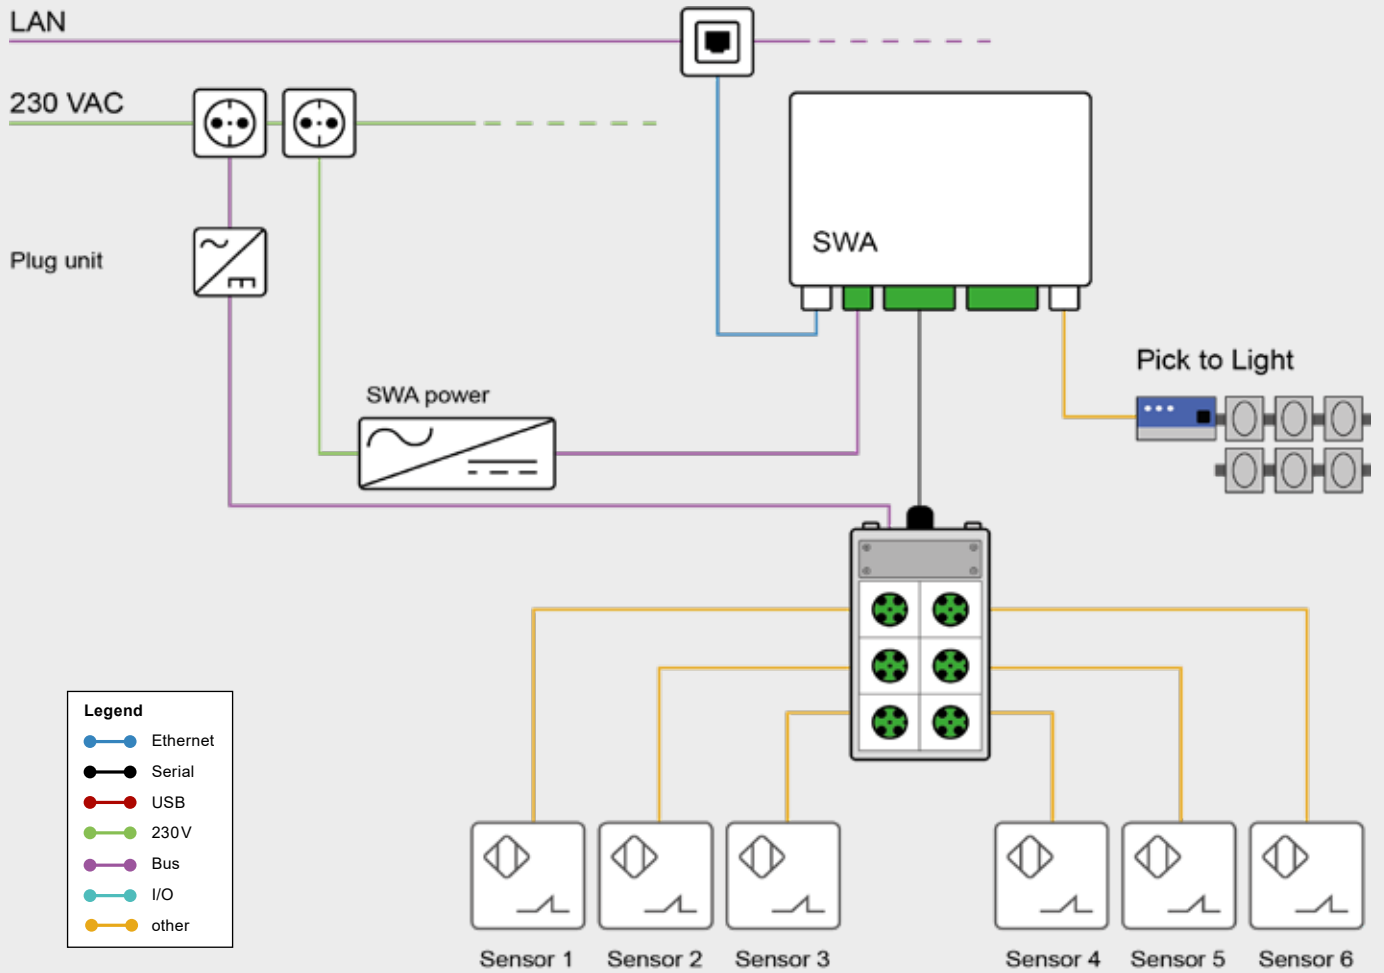 LAN
230 VAC
SWA
Plug unit
Pick to Light
SWA power
Legend
Ethernet
Serial
USB
230V
Bus
I/O
other
Sensor 1
Sensor 2
Sensor 3
Sensor 4
Sensor 5
Sensor 6